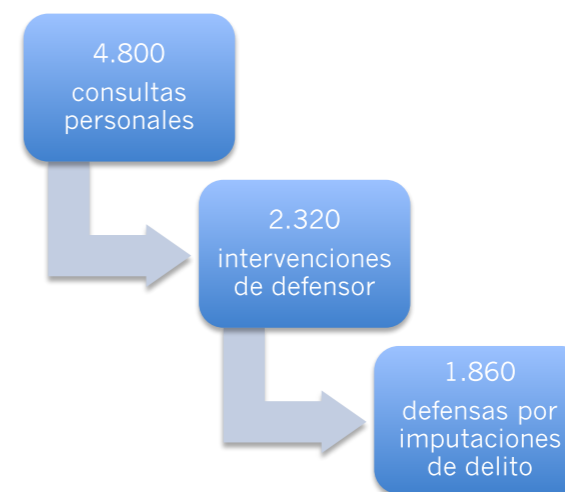 4.800
consultas
personales
2.320
intervenciones
de defensor
1.860
defensas por
imputaciones
de delito